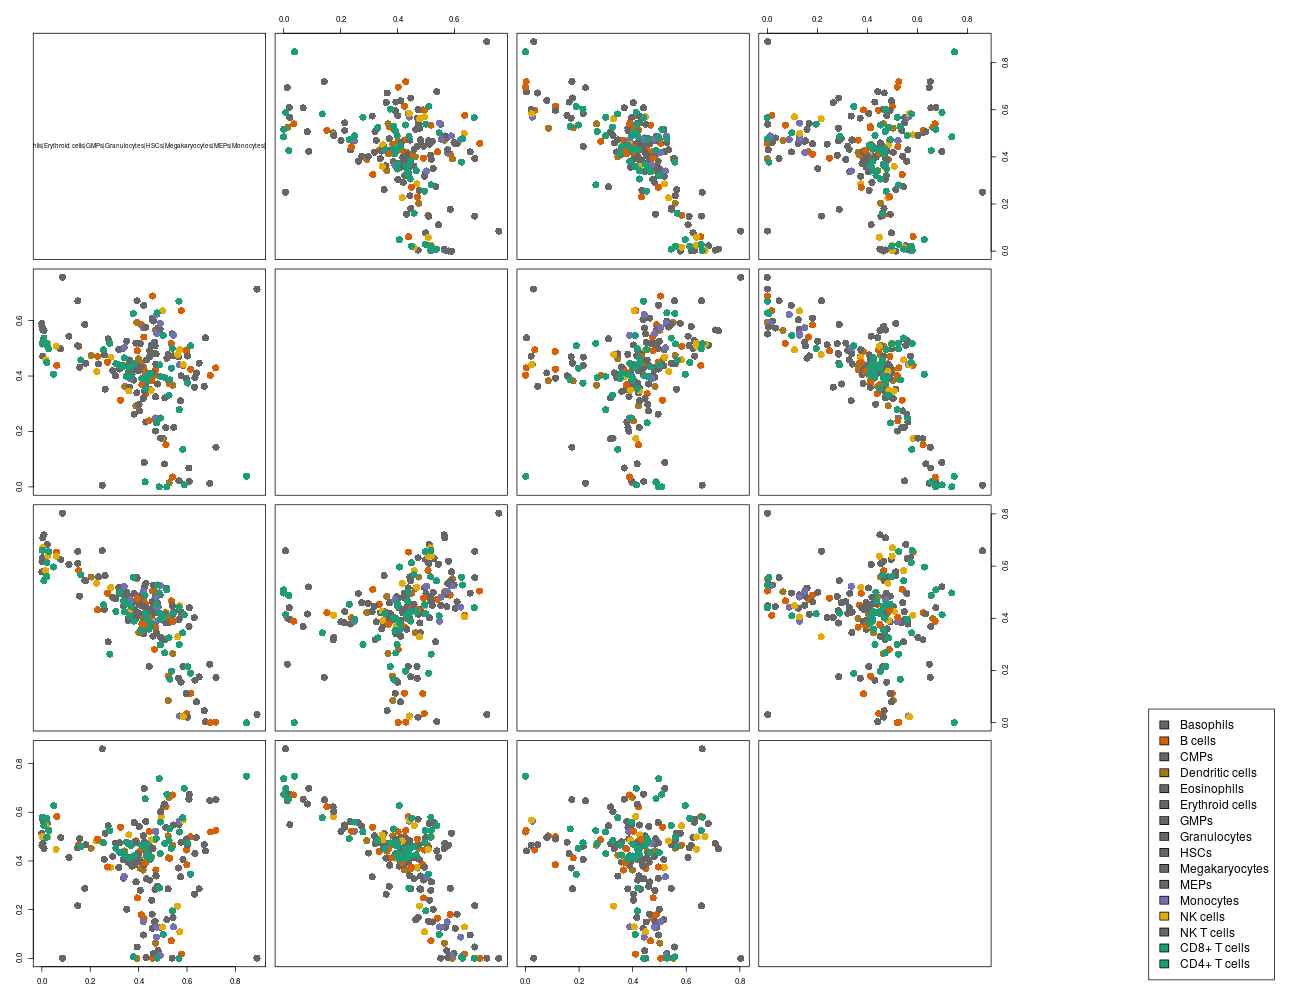 0.0 0.2 0.4 0.6 0.0 0.2 0.4 0.6 0.8
0.0 0.2 0.4 0.6 0.8
ils|Erythroid cells|GMPs|Granulocytes|HSCs|Megakaryocytes|MEPs|Monocytes|
0.0 0.2 0.4 0.6
0.0 0.2 0.4 0.6 0.8
0.0 0.2 0.4 0.6 0.8
0.0 0.2 0.4 0.6 0.8 0.0 0.2 0.4 0.6 0.8
Basophils
B cells
CMPs
Dendritic cells
Eosinophils
Erythroid cells
GMPs
Granulocytes
HSCs
Megakaryocytes
MEPs
Monocytes
NK cells
NK T cells
CD8+ T cells
CD4+ T cells